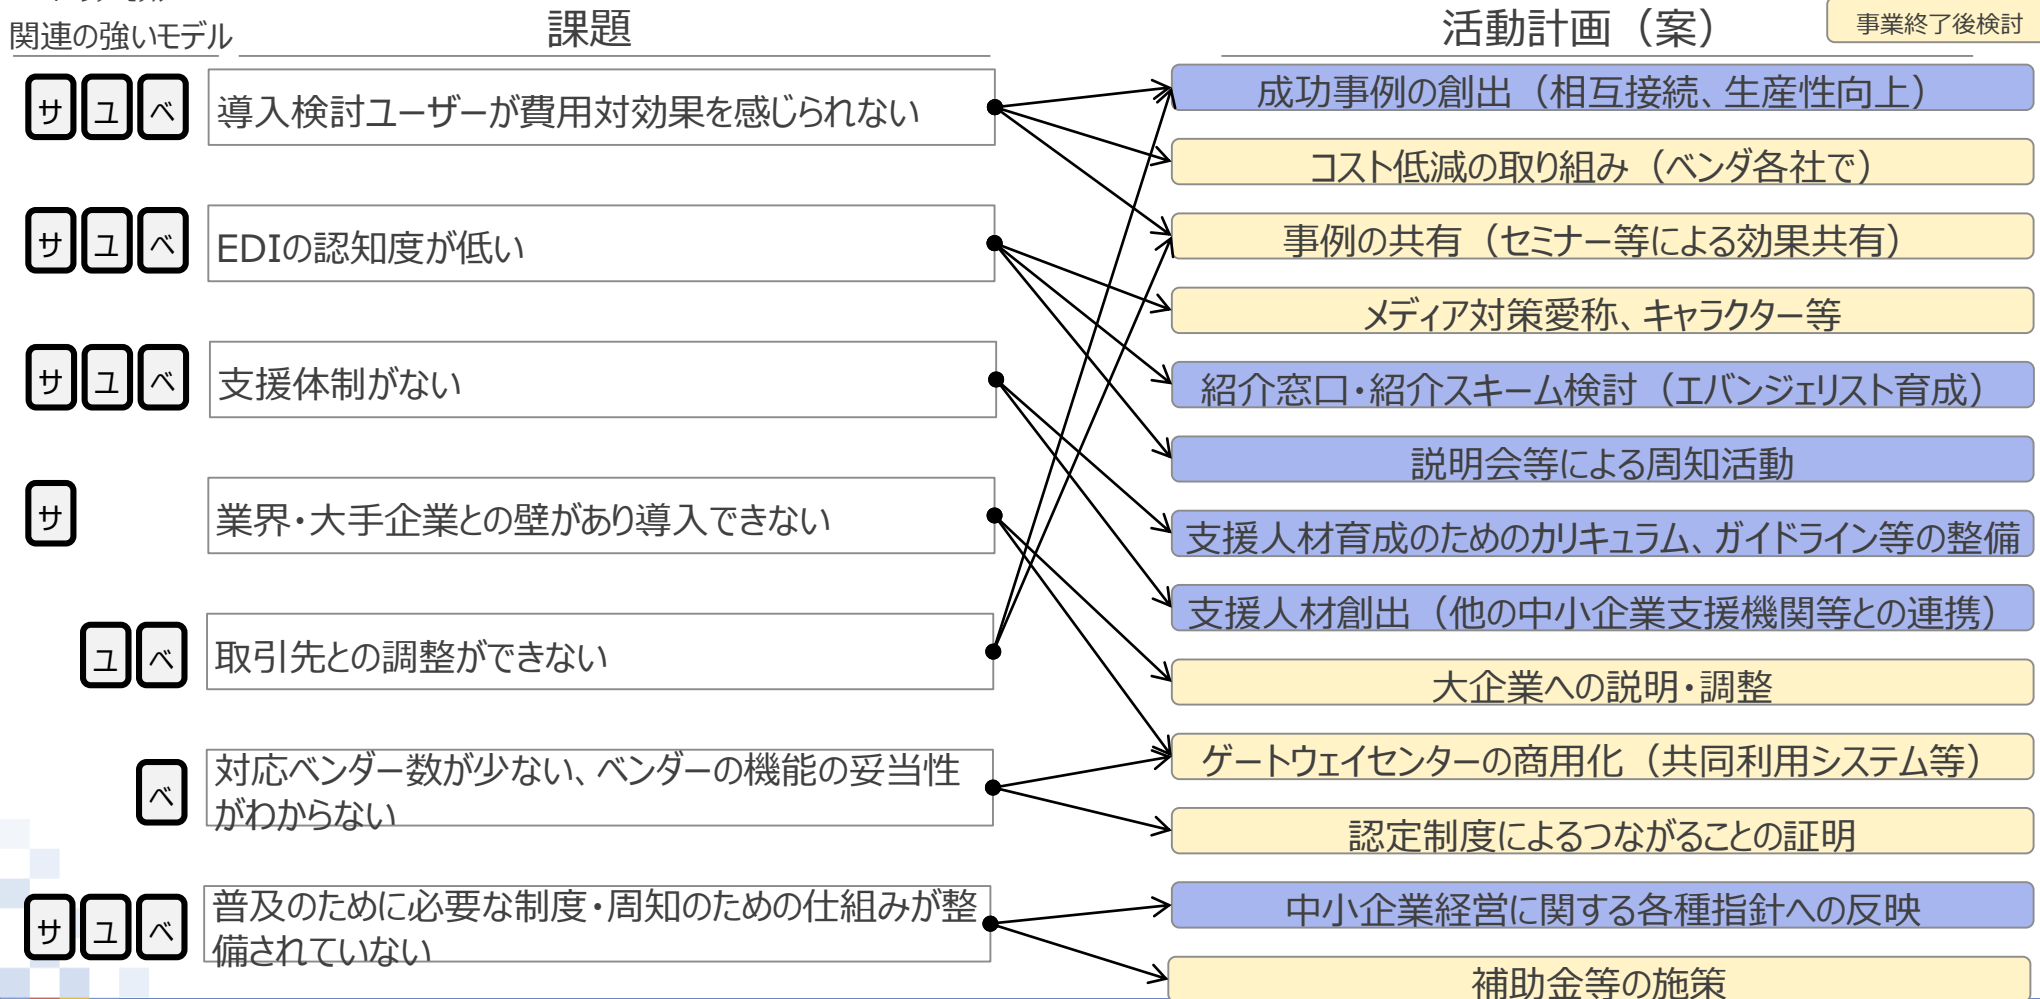 関連の強いモデル
課題
活動計画（案）
事業終了後検討
サ ユ ベ
導入検討ユーザーが費用対効果を感じられない
サ ユ ベ
EDIの認知度が低い
サ ユ ベ
支援体制がない
サ
業界・大手企業との壁があり導入できない
ユ ベ
取引先との調整ができない
ベ
対応ベンダー数が少ない、ベンダーの機能の妥当性
がわからない
サ ユ ベ
普及のために必要な制度・周知のための仕組みが整
備されていない
成功事例の創出（相互接続、生産性向上）
コスト低減の取り組み（ベンダ各社で）
事例の共有（セミナー等による効果共有）
メディア対策愛称、キャラクター等
紹介窓口・紹介スキーム検討（エバンジェリスト育成）
説明会等による周知活動
支援人材育成のためのカリキュラム、ガイドライン等の整備
支援人材創出（他の中小企業支援機関等との連携）
大企業への説明・調整
ゲートウェイセンターの商用化（共同利用システム等）
認定制度によるつながることの証明
中小企業経営に関する各種指針への反映
補助金等の施策